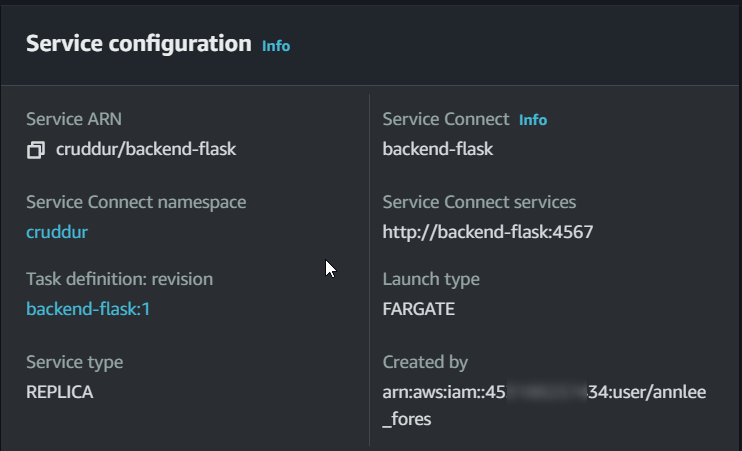 Service configuration Info
Service ARN
cruddur/backend-flask
Service Connect Info
backend-flask
Service Connect namespace
cruddur
Service Connect services
http://backend-flask:4567
Task definition: revision
backend-flask:1
Launch type
FARGATE
Service type
REPLICA
Created by
arn:aws:iam::45 34:user/annlee
_fores